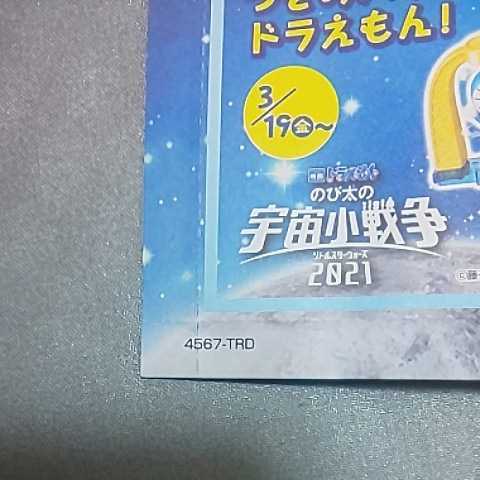 ドラえもん!
3/19金〜
映画ドラえもん
のび太の
宇宙小戦争
リトルスターウォーズ
2021
©藤
4567-TRD